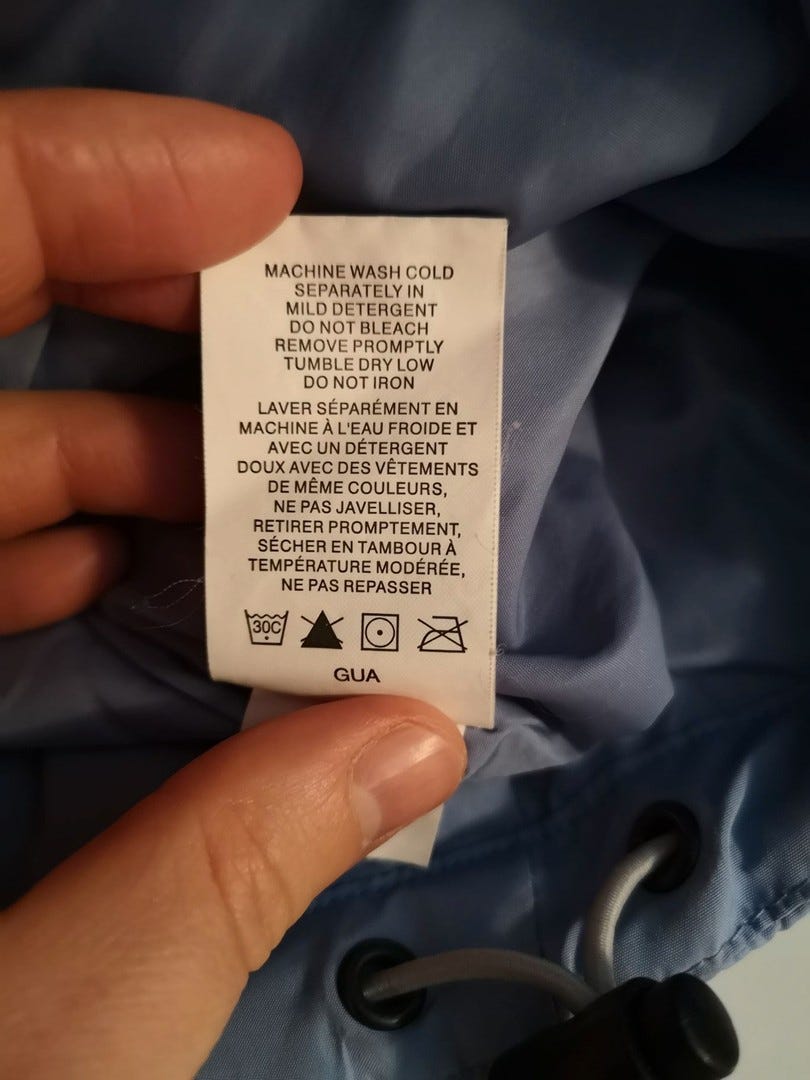 MACHINE WASH COLD
SEPARATELY IN
MILD DETERGENT
DO NOT BLEACH
REMOVE PROMPTLY
TUMBLE DRY LOW
DO NOT IRON
LAVER SÉPARÉMENT EN
MACHINE À L'EAU FROIDE ET
AVEC UN DÉTERGENT
DOUX AVEC DES VÊTEMENTS
DE MÊME COULEURS,
NE PAS JAVELLISER,
RETIRER PROMPTEMENT,
SÉCHER EN TAMBOUR À
TEMPÉRATURE MODÉRÉE,
NE PAS REPASSER
30C
GUA